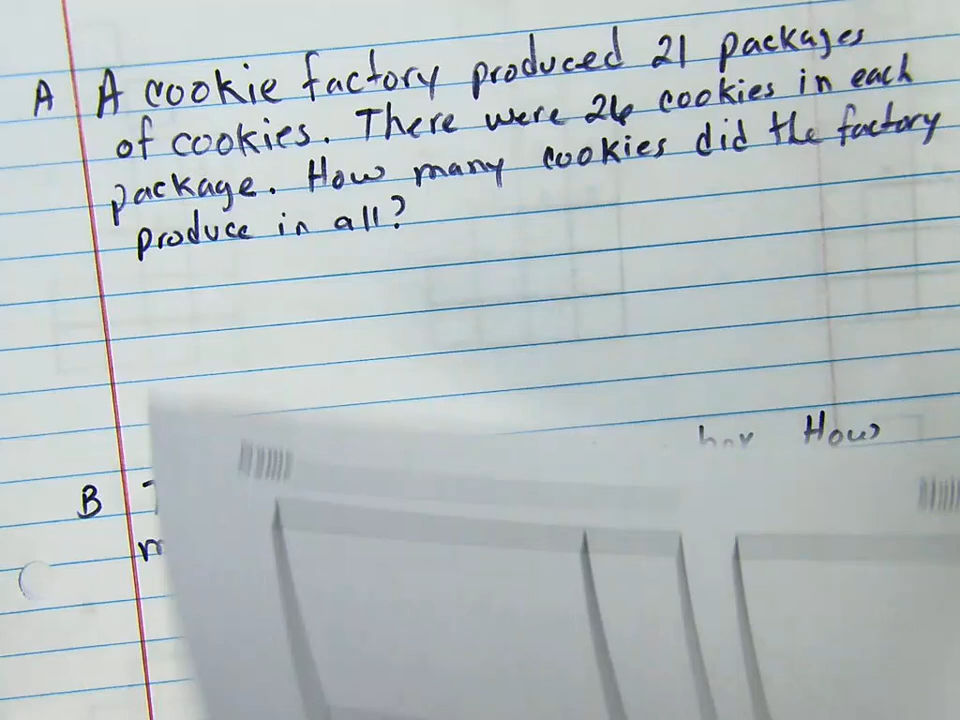 A A cookie factory produced 21 packages
of cookies. There were 26 cookies in each
package. How many cookies did the factory
produce in all?
box How
B